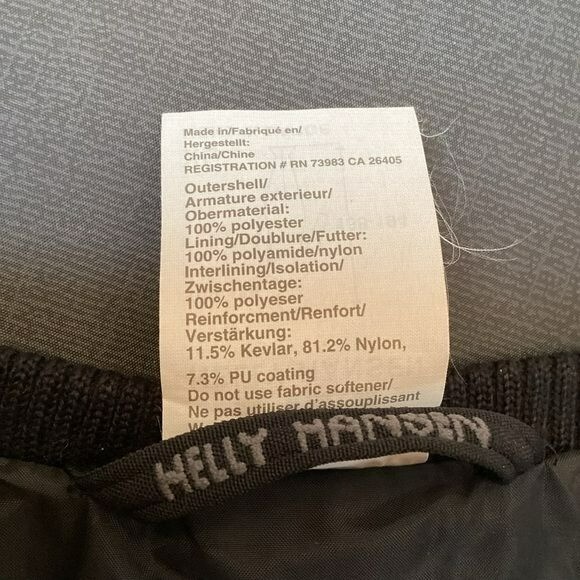 Made in/Fabriqué en/
Hergestellt:
China/Chine
REGISTRATION # RN 73983 CA 26405
Outershell/
Armature exterieur/
Obermaterial:
100% polyester
Lining/Doublure/Futter:
100% polyamide/nylon
Interlining/Isolation/
Zwischentage:
100% polyeser
Reinforcment/Renfort/
Verstärkung:
11.5% Kevlar, 81.2% Nylon,
7.3% PU coating
Do not use fabric softener/
Ne pas utiliser d'assouplissant
HELLY HANSEN